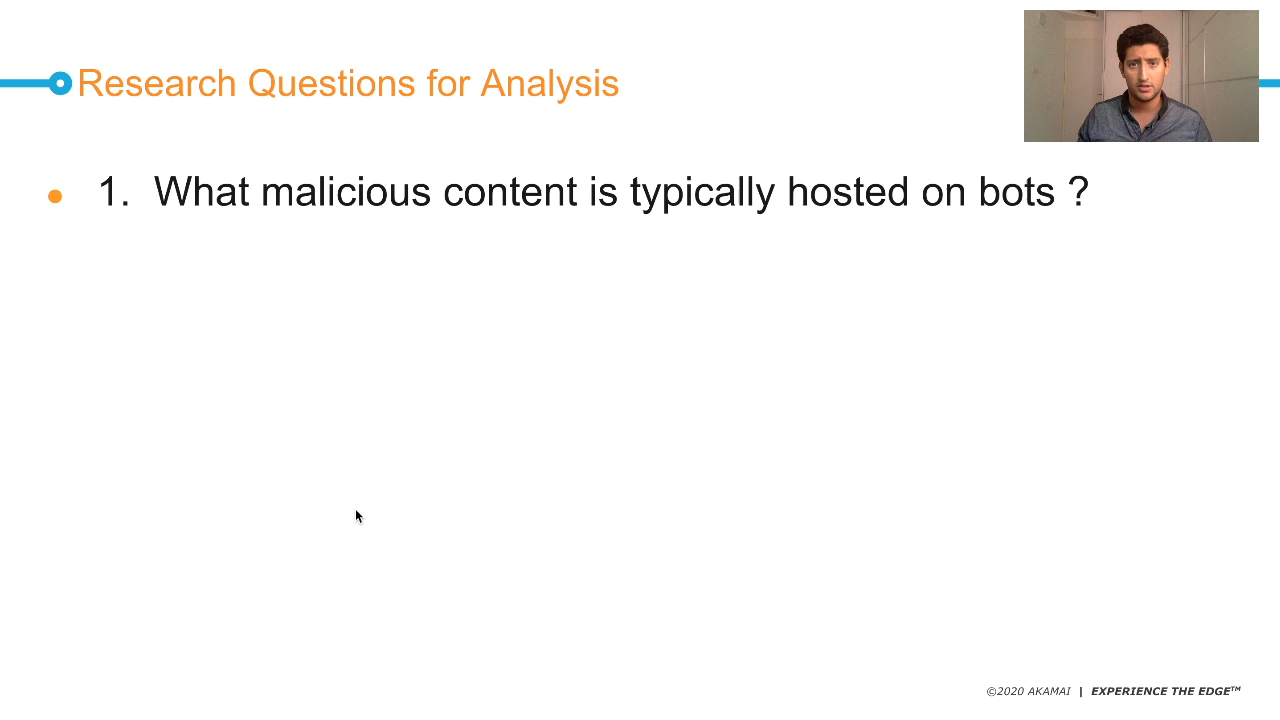 Research Questions for Analysis
1. What malicious content is typically hosted on bots ?
©2020 AKAMAI | EXPERIENCE THE EDGE™